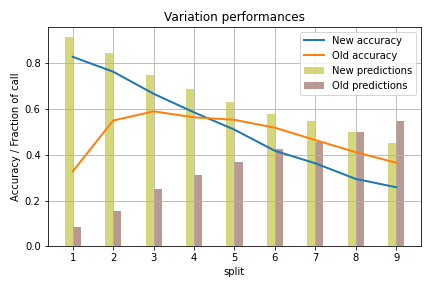 Variation performances
New accuracy
Old accuracy
New predictions
Old predictions
Accuracy / Fraction of call
0.8
0.6
0.4
0.2
0.0
1 2 3 4 5 6 7 8 9
split